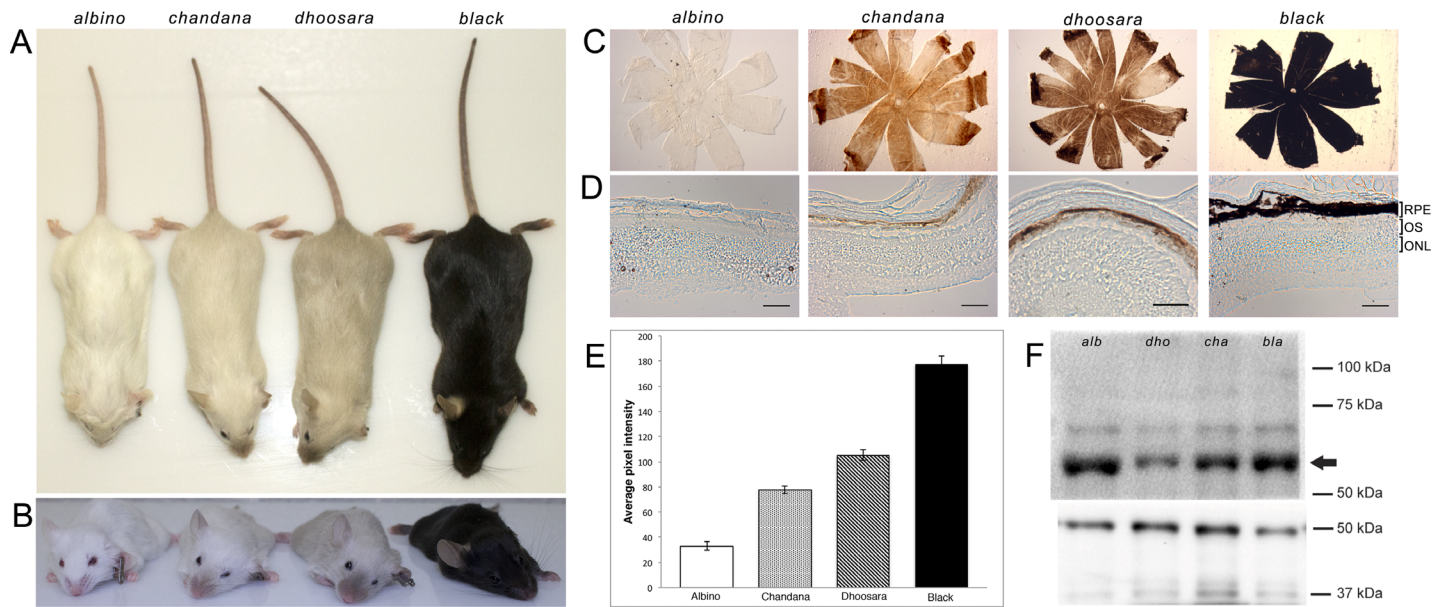 albino chandana dhoosara black
A
B
albino chandana dhoosara black
C
D
RPE
OS
ONL
E
Average pixel intensity
200
180
160
140
120
100
80
60
40
20
0
Albino Chandana Dhoosara Black
F
alb dho cha bla
100 kDa
75 kDa
50 kDa
50 kDa
37 kDa